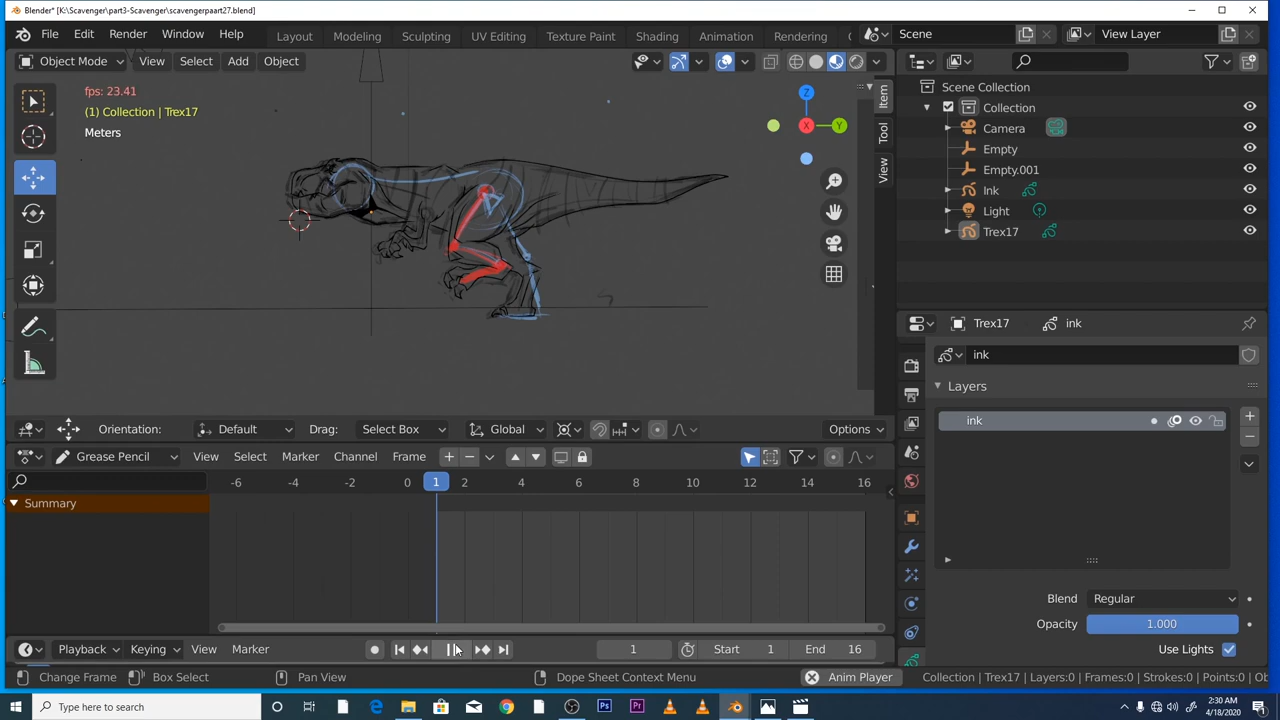 Blender* [K:\Scavenger\part3-Scavenger\scavengerpaart27.blend]
File Edit Render Window Help Layout Modeling Sculpting UV Editing Texture Paint Shading Animation Rendering Scene View Layer
Object Mode View Select Add Object
fps: 23.41
(1) Collection | Trex17
Meters
Z
X
Y
Item
Tool
View
Scene Collection
Collection
Camera
Empty
Empty.001
Ink
Light
Trex17
Trex17 ink
ink
Layers
ink
Blend Regular
Opacity 1.000
Use Lights
Orientation: Default Drag: Select Box Global Options
Grease Pencil View Select Marker Channel Frame
-6 -4 -2 0 1 2 4 6 8 10 12 14 16
Summary
Playback Keying View Marker 1 Start 1 End 16
Change Frame Box Select Pan View Dope Sheet Context Menu Anim Player Collection | Trex17 | Layers:0 | Frames:0 | Strokes:0 | Points:0 | Ob
Type here to search
2:30 AM
4/18/2020